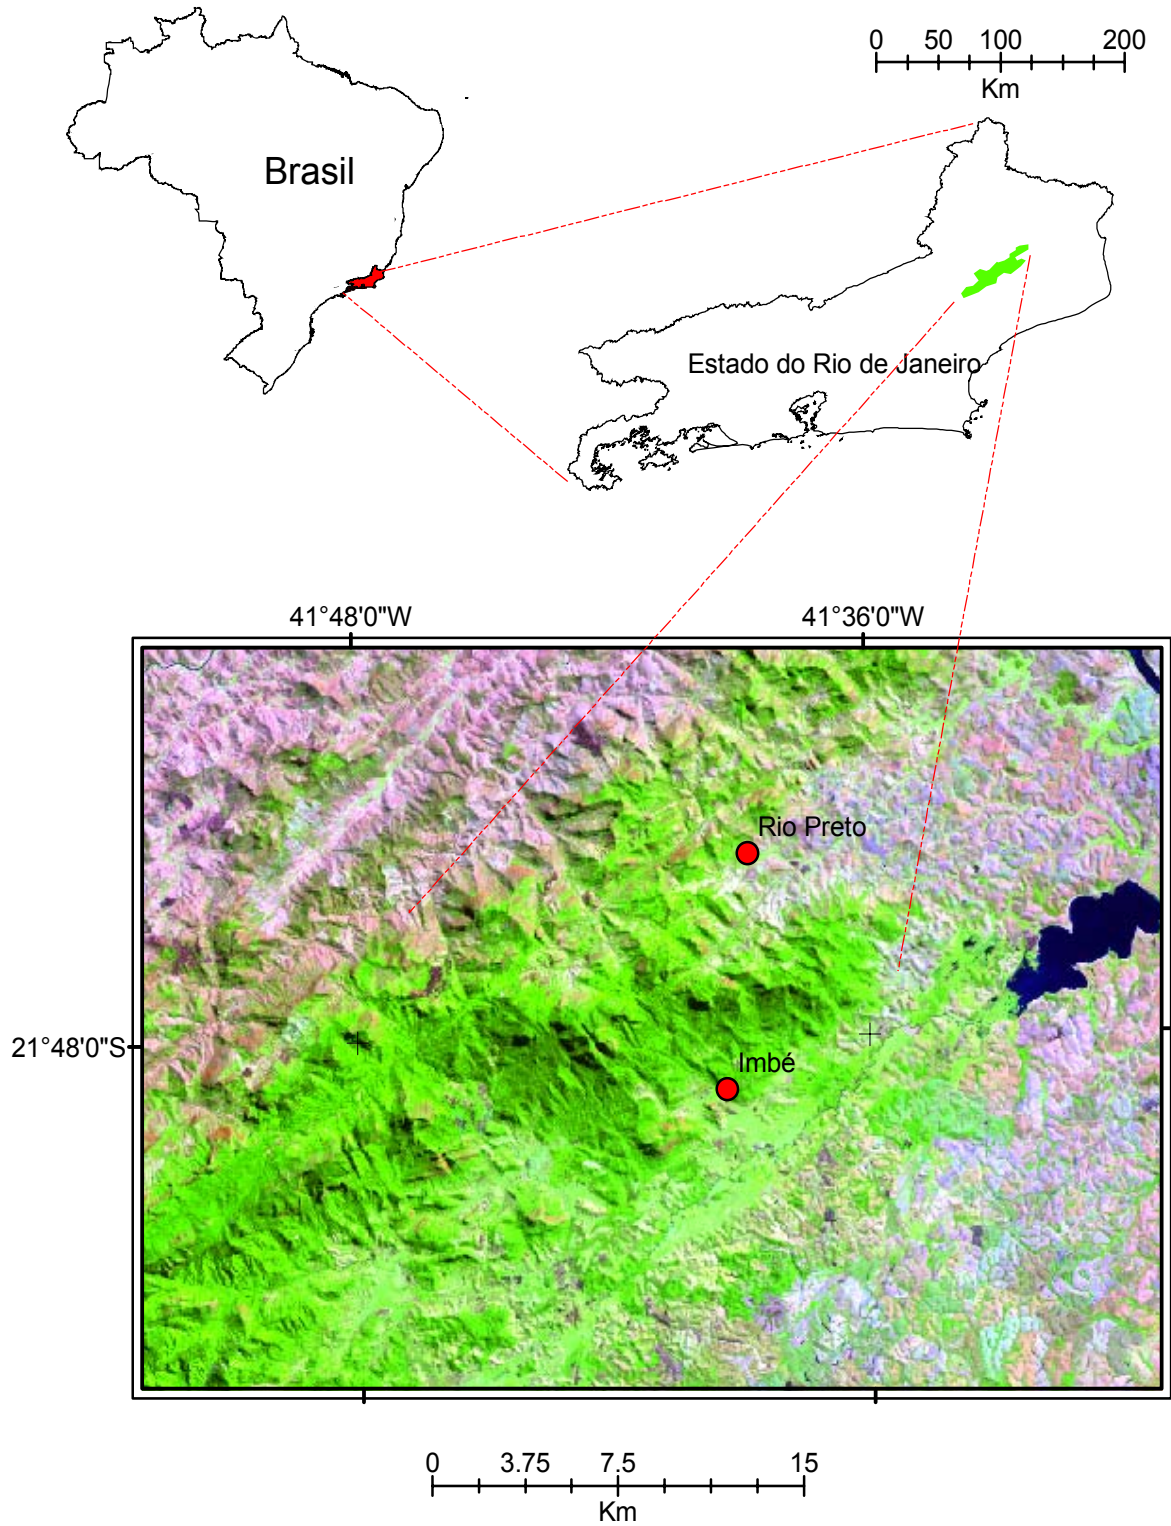 0 50 100 200
Km
Brasil
Estado do Rio de Janeiro
41°48'0"W 41°36'0"W
Rio Preto
21°48'0"S
Imbé
0 3.75 7.5 15
Km